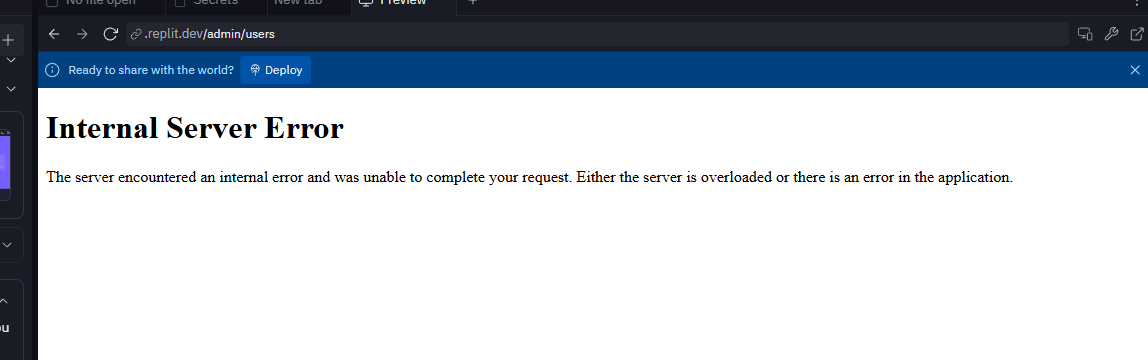 No file open
Secrets
New tab
Preview
.replit.dev/admin/users
Ready to share with the world?
Deploy
Internal Server Error
The server encountered an internal error and was unable to complete your request. Either the server is overloaded or there is an error in the application.